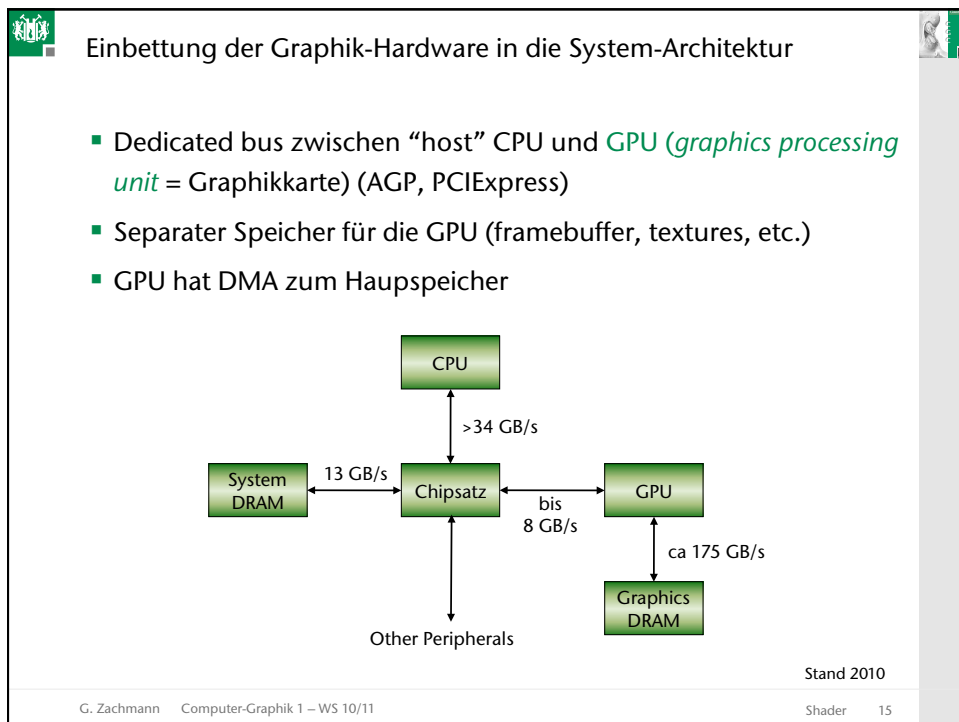 Einbettung der Graphik-Hardware in die System-Architektur
▪ Dedicated bus zwischen “host” CPU und GPU (graphics processing
unit = Graphikkarte) (AGP, PCIExpress)
▪ Separater Speicher für die GPU (framebuffer, textures, etc.)
▪ GPU hat DMA zum Haupspeicher
CPU
>34 GB/s
System
DRAM
13 GB/s
Chipsatz
bis
8 GB/s
GPU
ca 175 GB/s
Graphics
DRAM
Other Peripherals
Stand 2010
G. Zachmann Computer-Graphik 1 – WS 10/11
Shader 15